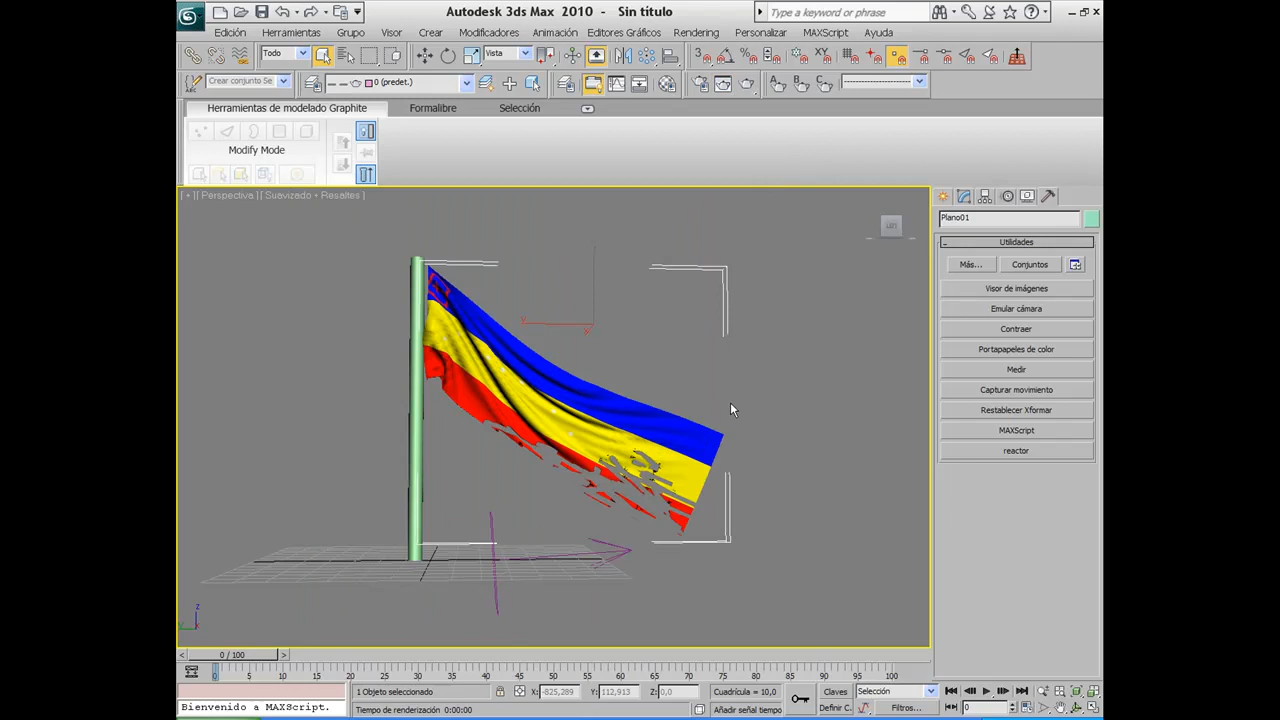 Autodesk 3ds Max 2010 - Sin titulo
Type a keyword or phrase
Edición Herramientas Grupo Visor Crear Modificadores Animación Editores Gráficos Rendering Personalizar MAXScript Ayuda
Todo Vista
Crear conjunto Se 0 (predet.)
Herramientas de modelado Graphite Formalibre Selección
Modify Mode
[ + ][ Perspectiva ][ Suavizado + Resaltes ]
Plano01
Utilidades
Más... Conjuntos
Visor de imágenes
Emular cámara
Contraer
Portapapeles de color
Medir
Capturar movimiento
Restablecer Xformar
MAXScript
reactor
z
0 / 100
0 5 10 15 20 25 30 35 40 45 50 55 60 65 70 75 80 85 90 95 100
1 Objeto seleccionado X: -825,289 Y: 112,913 Z: 0,0 Cuadrícula = 10,0 Claves Selección
Bienvenido a MAXScript. Tiempo de renderización 0:00:00 Añadir señal tiempo Definir C. Filtros... 0